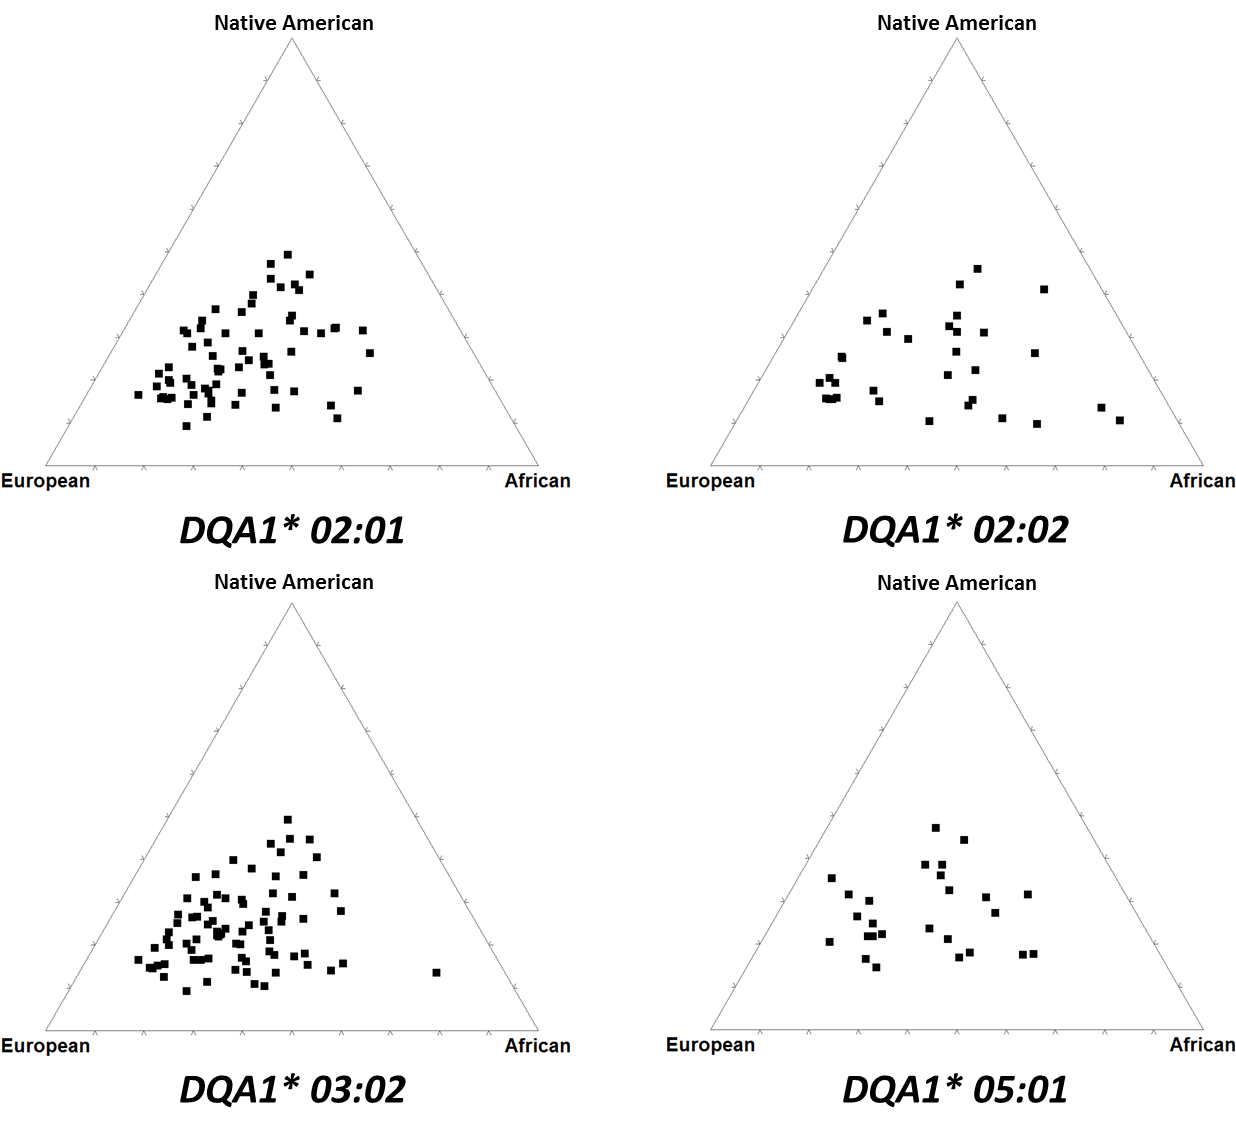 Native American
Native American
European
African
European
African
DQA1* 02:01
DQA1* 02:02
Native American
Native American
European
African
European
African
DQA1* 03:02
DQA1* 05:01